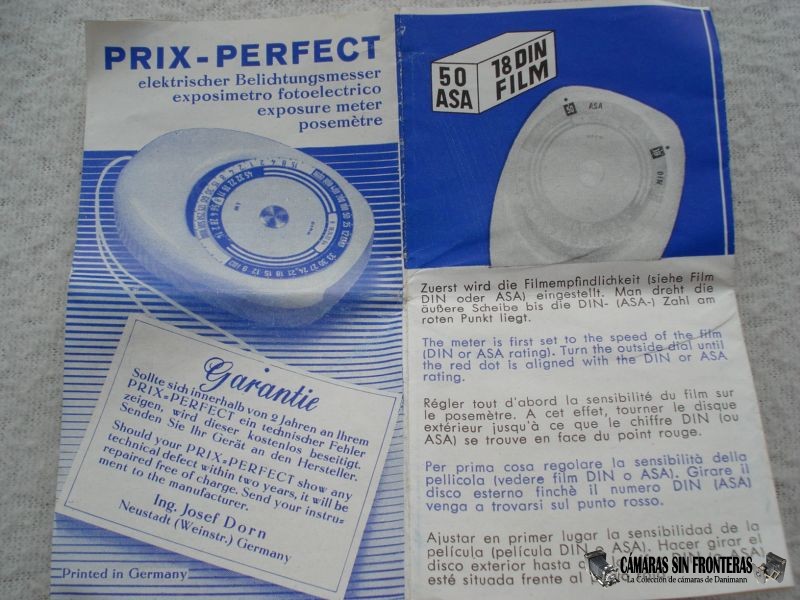 PRIX-PERFECT
elektrischer Belichtungsmesser
exposimetro fotoelectrico
exposure meter
posemètre
Garantie
Sollte sich innerhalb von 2 Jahren an Ihrem
PRIX=PERFECT ein technischer Fehler
zeigen, wird dieser kostenlos beseitigt.
Senden Sie Ihr Gerät an den Hersteller.
Should your PRIX=PERFECT show any
technical defect within two years, it will be
repaired free of charge. Send your instru=
ment to the manufacturer.
Ing. Josef Dorn
Neustadt (Weinstr.) Germany
Printed in Germany
50
ASA
18 DIN
FILM
50 ASA
18 DIN
Zuerst wird die Filmempfindlichkeit (siehe Film
DIN oder ASA) eingestellt. Man dreht die
äußere Scheibe bis die DIN- (ASA-) Zahl am
roten Punkt liegt.
The meter is first set to the speed of the film
(DIN or ASA rating). Turn the outside dial until
the red dot is aligned with the DIN or ASA
rating.
Régler tout d'abord la sensibilité du film sur
le posemètre. A cet effet, tourner le disque
extérieur jusqu'à ce que le chiffre DIN (ou
ASA) se trouve en face du point rouge.
Per prima cosa regolare la sensibilità della
pellicola (vedere film DIN o ASA). Girare il
disco esterno finchè il numero DIN (ASA)
venga a trovarsi sul punto rosso.
Ajustar en primer lugar la sensibilidad de la
película (película DIN o ASA). Hacer girar el
disco exterior hasta
esté situada frente al
CÁMARAS SIN FRONTERAS
La Colección de cámaras de Danimann